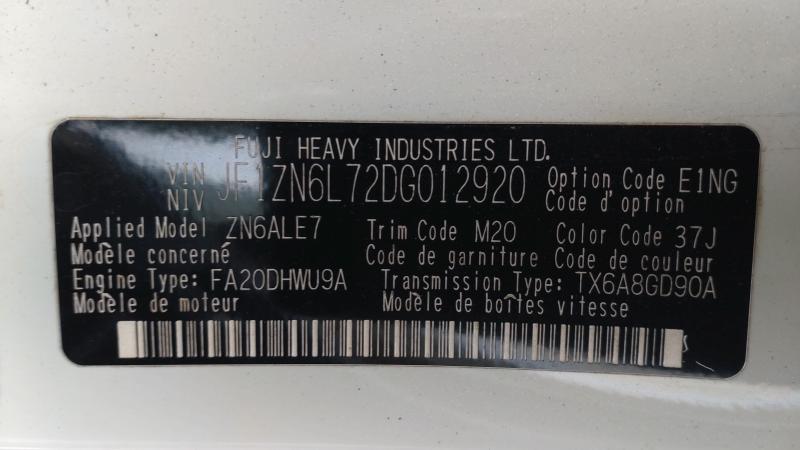 FUJI HEAVY INDUSTRIES LTD.
VIN NIV JF1ZN6L72DG012920 Option Code E1NG
Code d'option
Applied Model ZN6ALE7 Trim Code M20 Color Code 37J
Modèle concerné Code de garniture Code de couleur
Engine Type: FA20DHWU9A Transmission Type: TX6A8GD90A
Modèle de moteur Modèle de boîtes vitesse